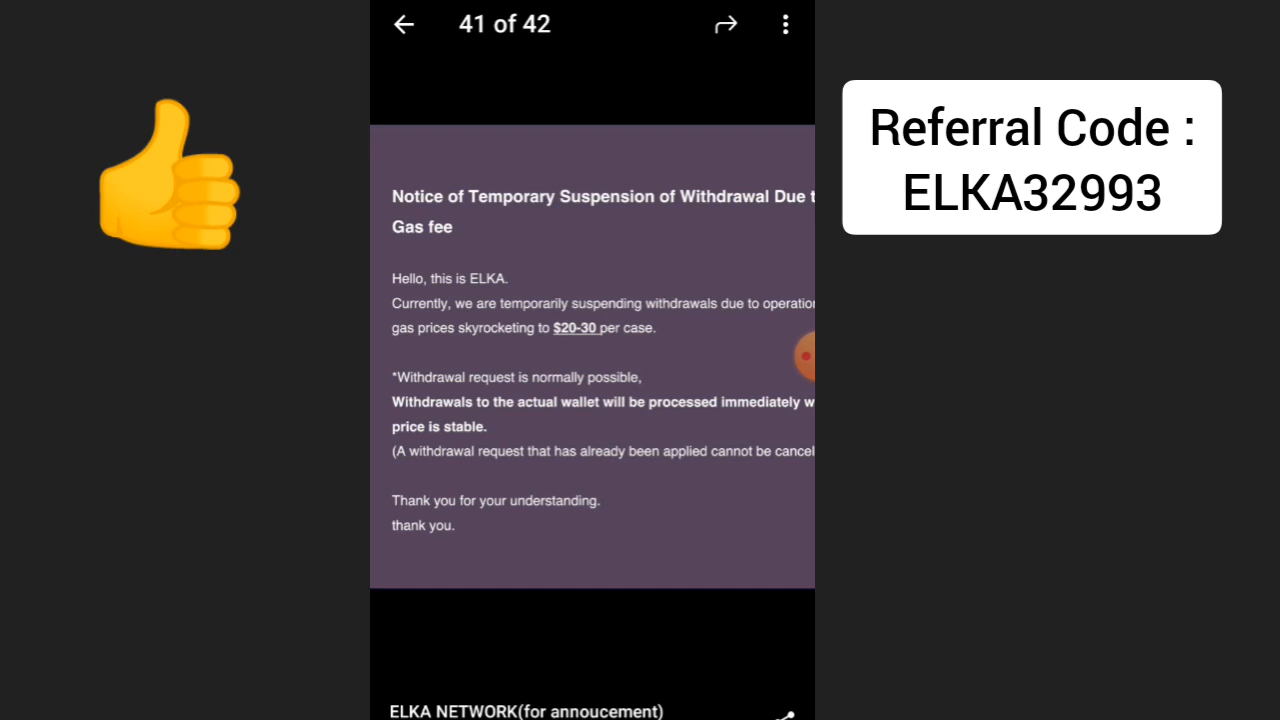 41 of 42
Referral Code :
ELKA32993
Notice of Temporary Suspension of Withdrawal Due
Gas fee
Hello, this is ELKA.
Currently, we are temporarily suspending withdrawals due to
gas prices skyrocketing to $20-30 per case.
*Withdrawal request is normally possible,
Withdrawals to the actual wallet will be processed immediately
price is stable.
(A withdrawal request that has already been applied cannot be
Thank you for your understanding.
thank you.
ELKA NETWORK(for annoucement)